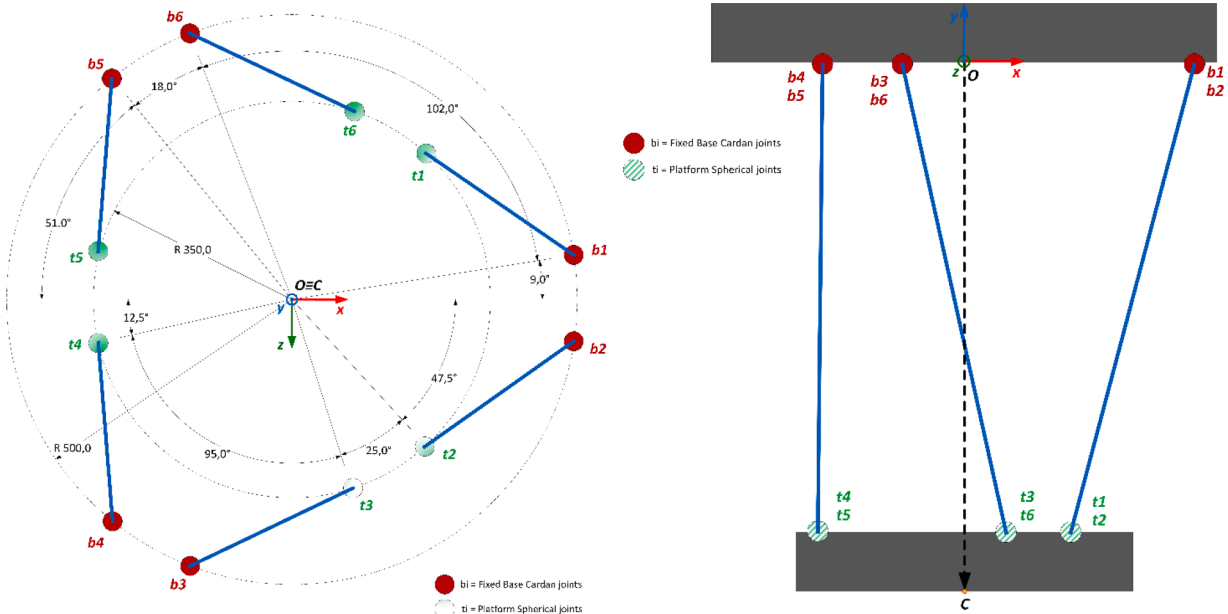 b6
b5
18,0°
102,0°
t6
t1
51.0°
R 350,0
b1
t5
9,0°
O≡C
y
x
z
12,5°
t4
b2
47,5°
R 500,0
95,0°
25,0°
t2
t3
b4
b3
bi = Fixed Base Cardan joints
ti = Platform Spherical joints
y
z
O
x
b4
b5
b3
b6
b1
b2
bi = Fixed Base Cardan joints
ti = Platform Spherical joints
t4
t5
t3
t6
t1
t2
C